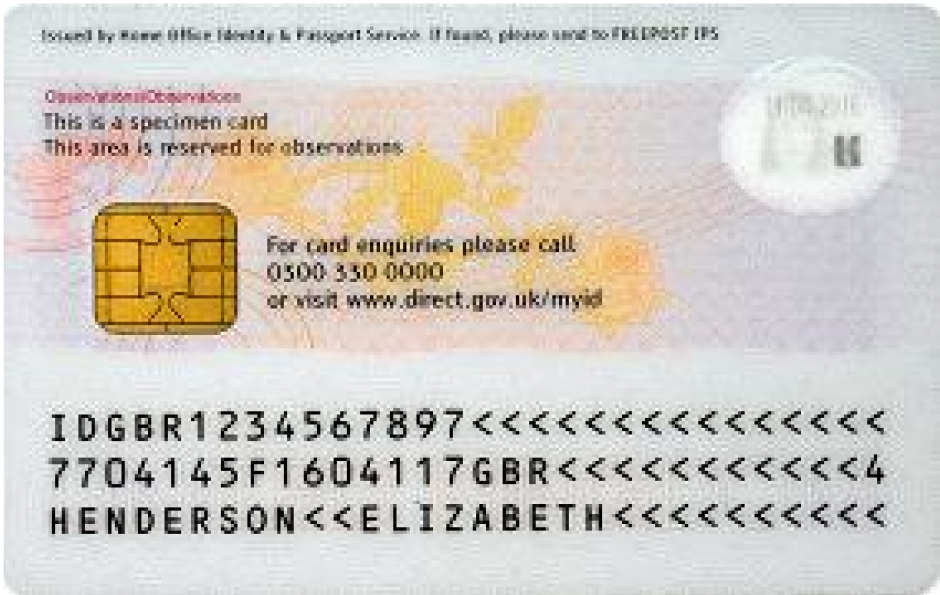 Issued by Home Office Identity & Passport Service. If found, please send to FREEPOST IPS
Observations/Observations
This is a specimen card
This area is reserved for observations
For card enquiries please call
0300 330 0000
or visit www.direct.gov.uk/myid
IDGBR1234567897<<<<<<<<<<<<<<<
7704145F1604117GBR<<<<<<<<<<<4
HENDERSON<<ELIZABETH<<<<<<<<<<